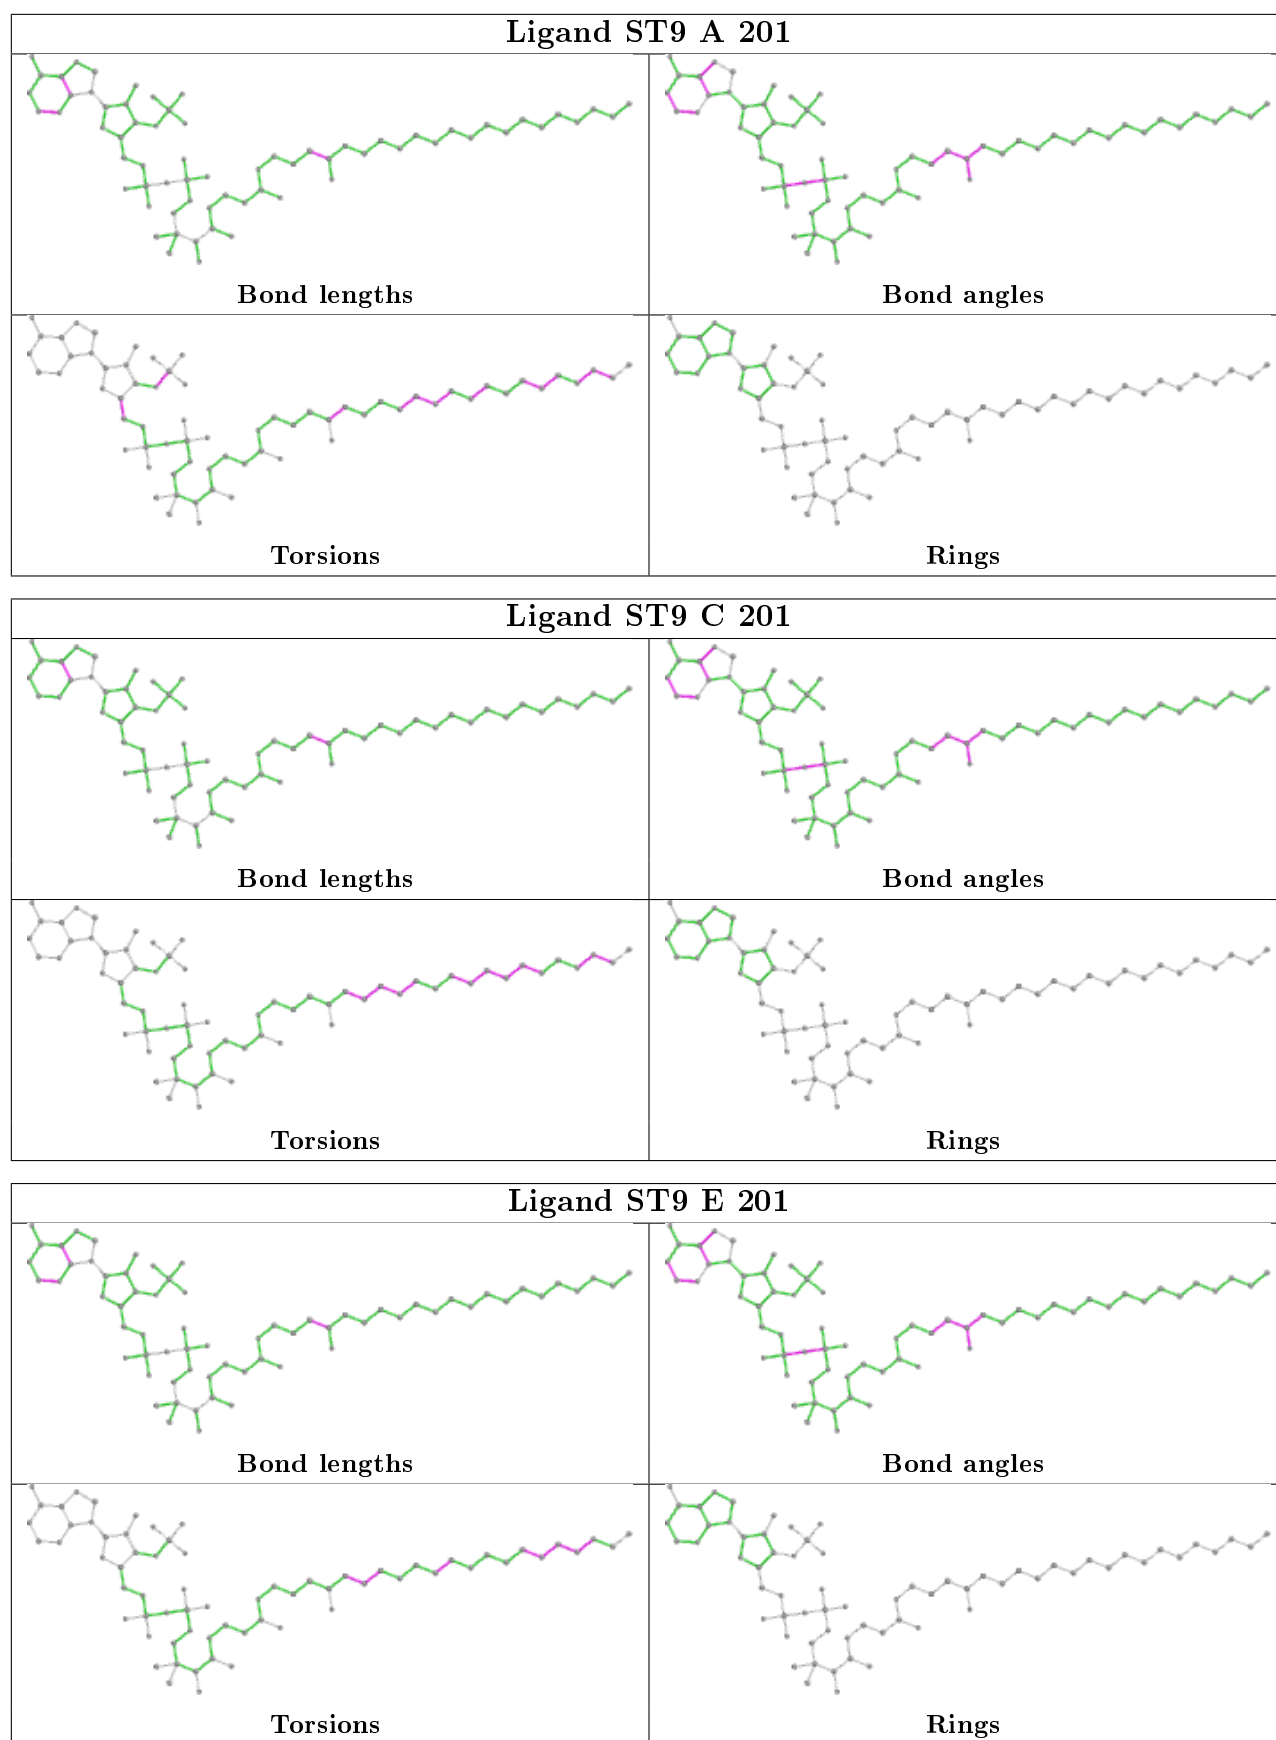 Ligand ST9 A 201
Bond lengths
Bond angles
Torsions
Rings
Ligand ST9 C 201
Bond lengths
Bond angles
Torsions
Rings
Ligand ST9 E 201
Bond lengths
Bond angles
Torsions
Rings